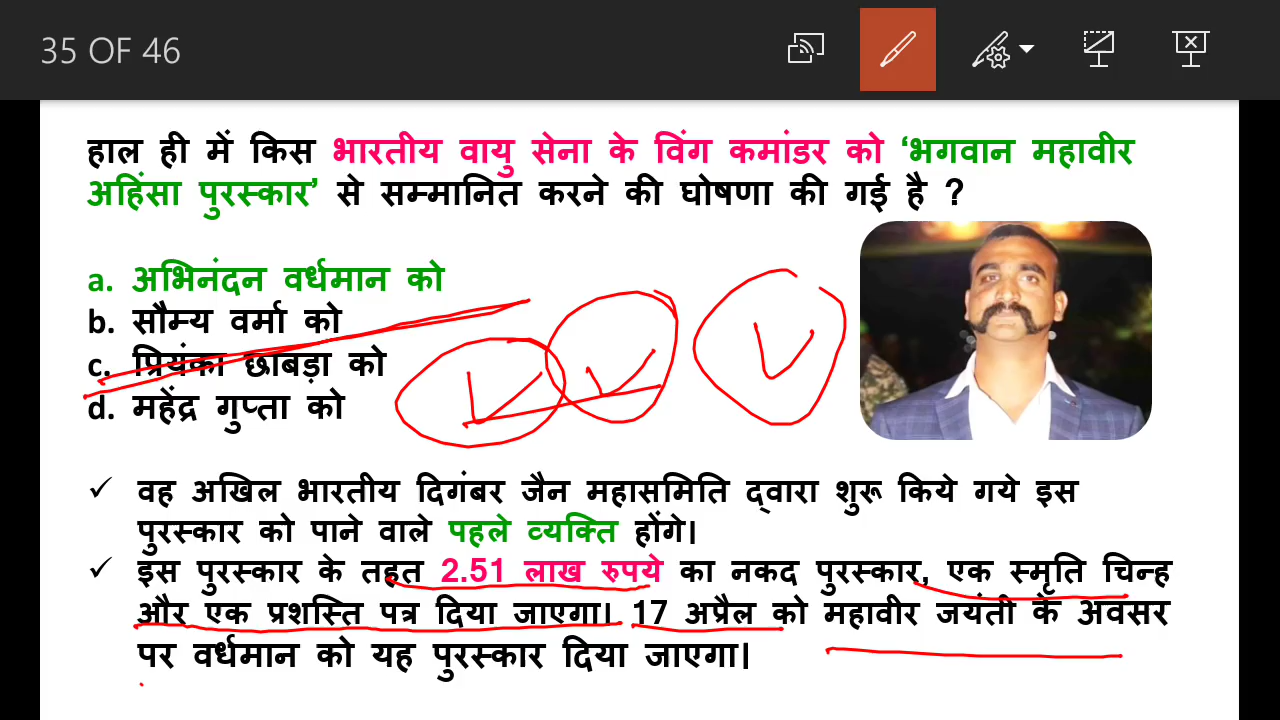 35 OF 46
हाल ही में किस भारतीय वायु सेना के विंग कमांडर को ‘भगवान महावीर
अहिंसा पुरस्कार’ से सम्मानित करने की घोषणा की गई है ?
a. अभिनंदन वर्धमान को
b. सौम्य वर्मा को
c. प्रियंका छाबड़ा को
d. महेंद्र गुप्ता को
✓ वह अखिल भारतीय दिगंबर जैन महासमिति द्वारा शुरू किये गये इस
पुरस्कार को पाने वाले पहले व्यक्ति होंगे।
✓ इस पुरस्कार के तहत 2.51 लाख रुपये का नकद पुरस्कार, एक स्मृति चिन्ह
और एक प्रशस्ति पत्र दिया जाएगा। 17 अप्रैल को महावीर जयंती के अवसर
पर वर्धमान को यह पुरस्कार दिया जाएगा।